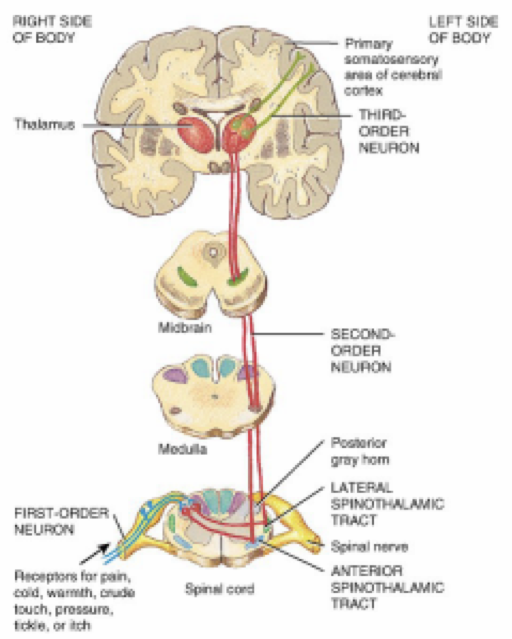 RIGHT SIDE
OF BODY
LEFT SIDE
OF BODY
Primary
somatosensory
area of cerebral
cortex
Thalamus
THIRD-
ORDER
NEURON
Midbrain
SECOND-
ORDER
NEURON
Medulla
Posterior
gray horn
LATERAL
SPINOTHALAMIC
TRACT
FIRST-ORDER
NEURON
Spinal nerve
Receptors for pain,
cold, warmth, crude
touch, pressure,
tickle, or itch
Spinal cord
ANTERIOR
SPINOTHALAMIC
TRACT